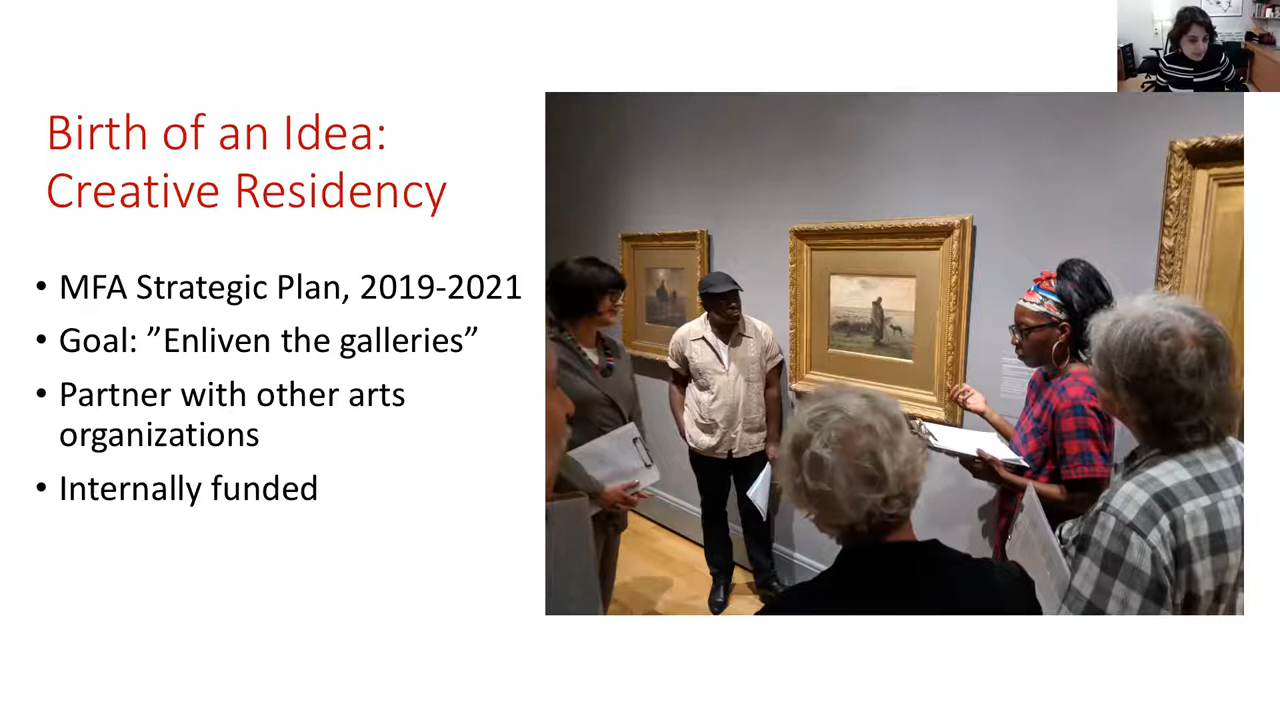 Birth of an Idea:
Creative Residency
• MFA Strategic Plan, 2019-2021
• Goal: ”Enliven the galleries”
• Partner with other arts
organizations
• Internally funded